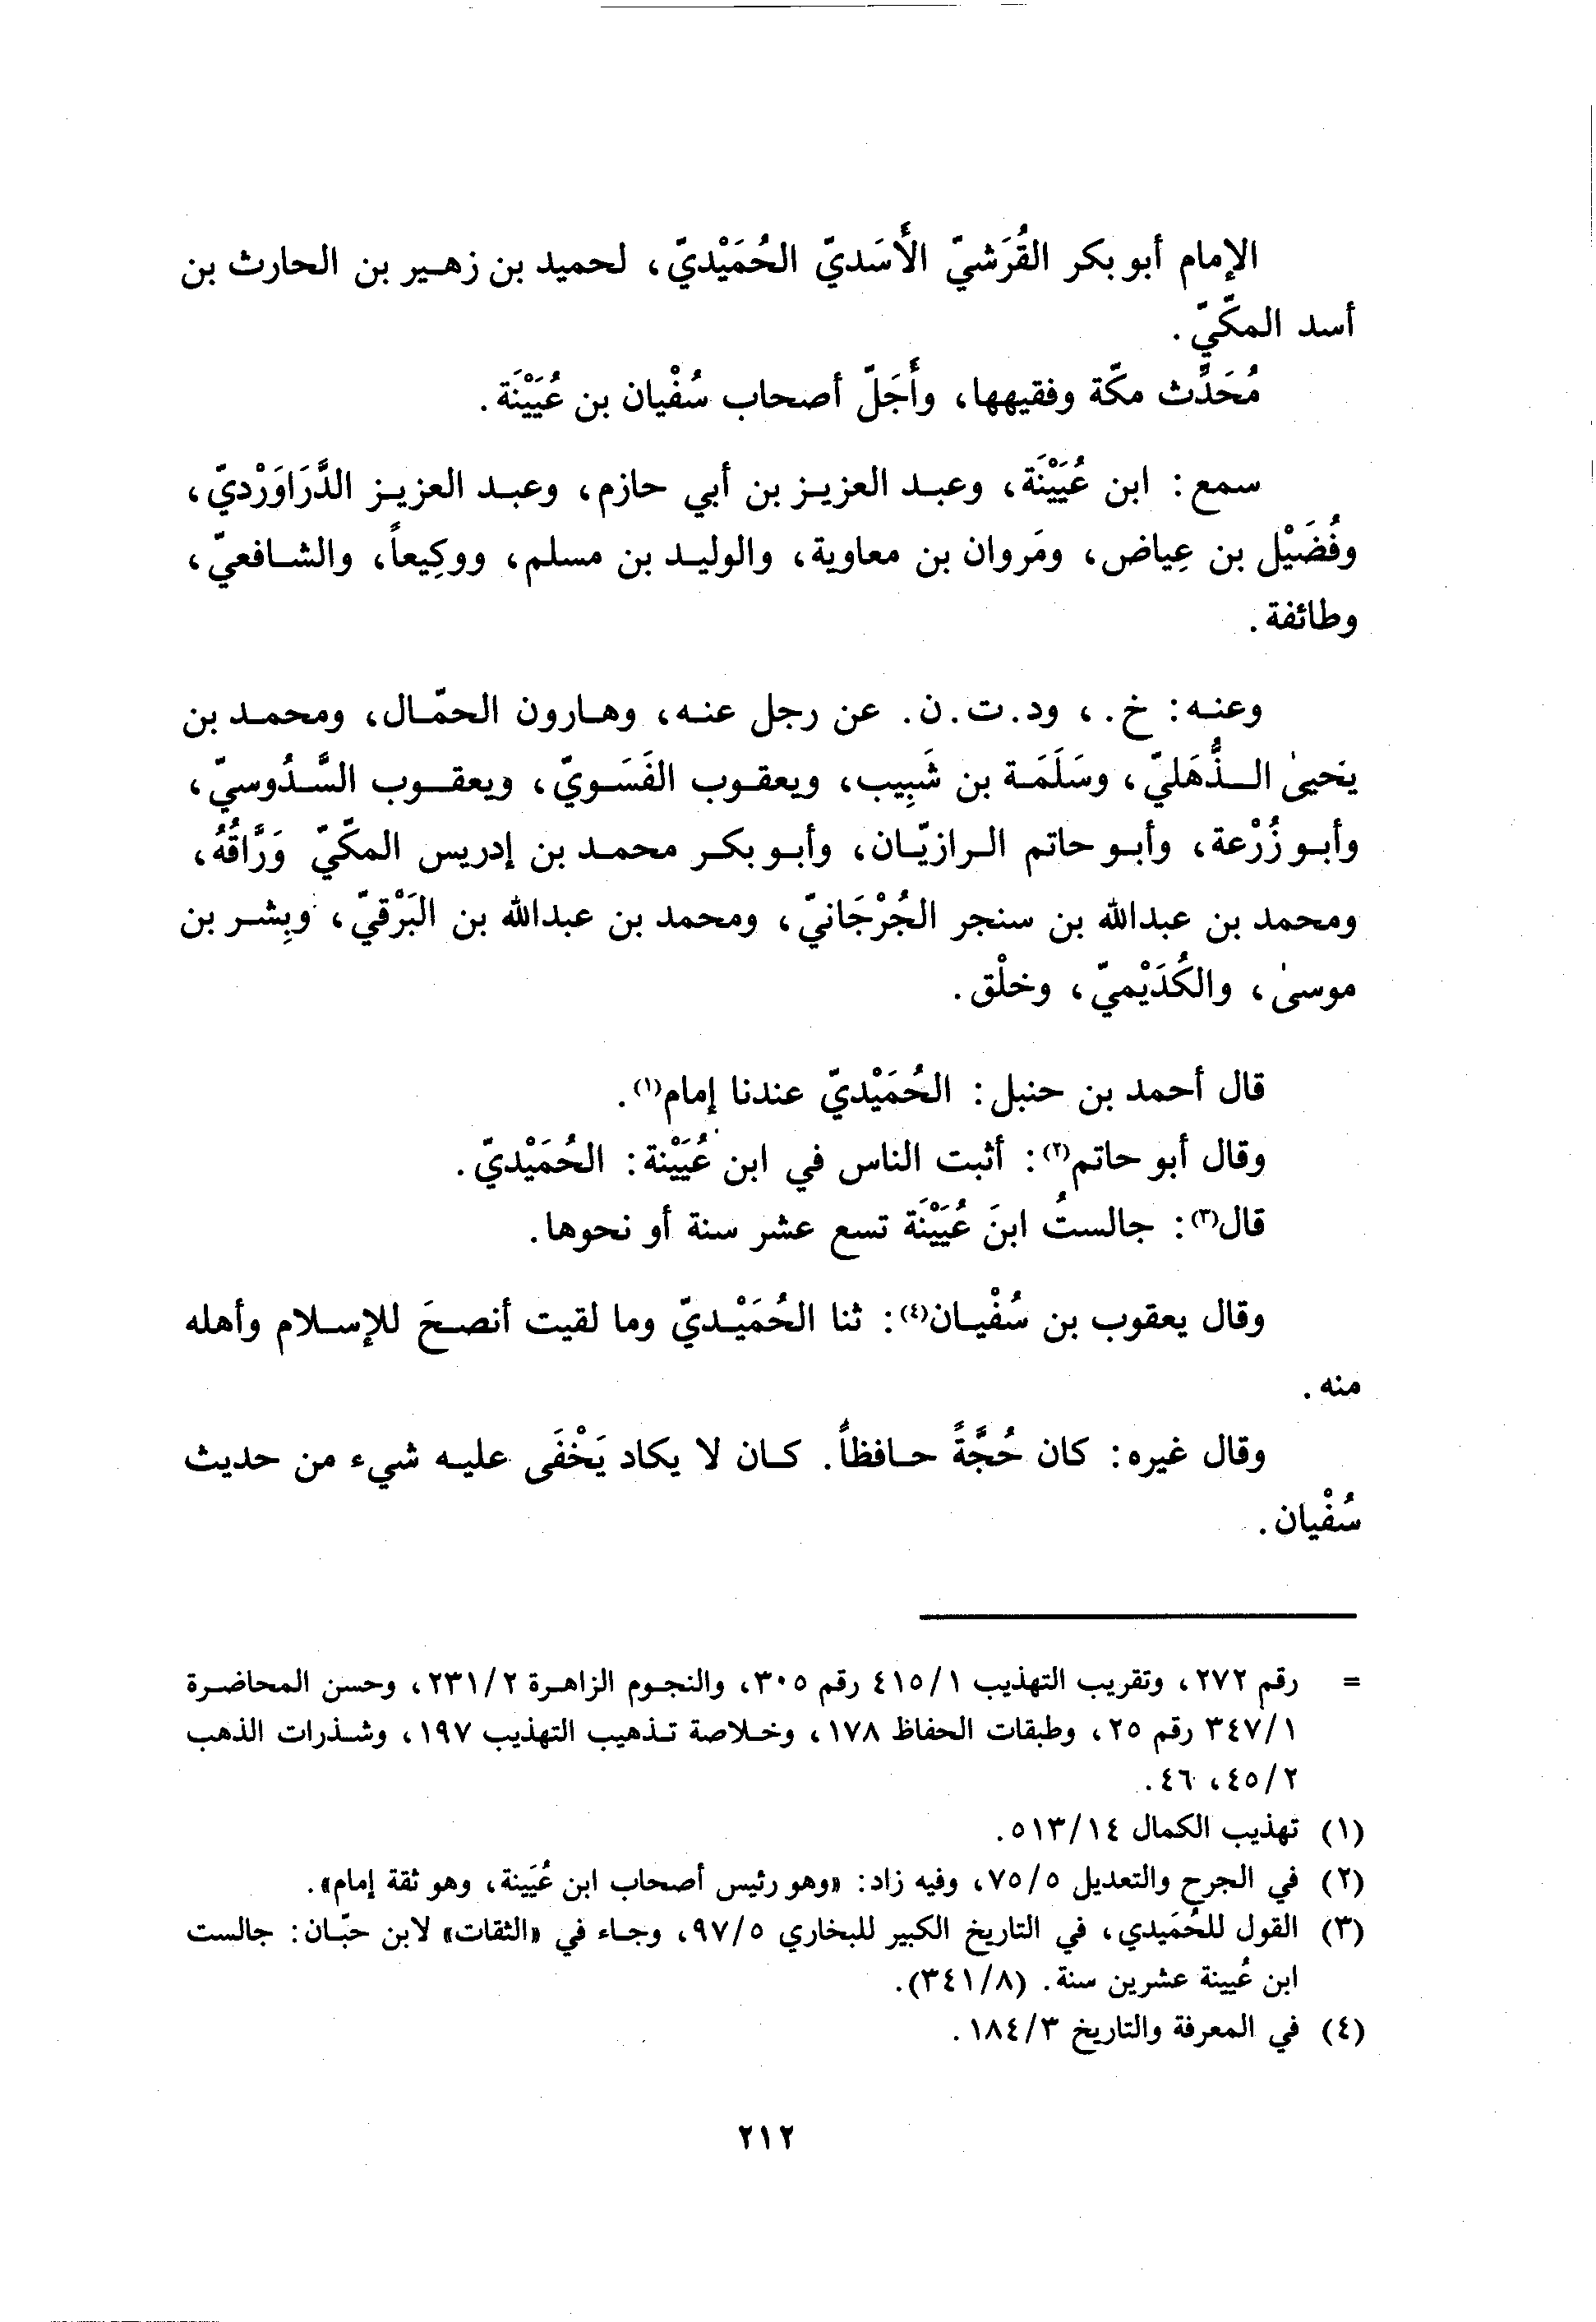 الإمام أبو بكر القُرَشيّ الأَسَديّ الحُمَيْديّ، لحميد بن زهير بن الحارث بن
أسد المكّيّ.
مُحَدِّث مكّة وفقيهها، وأَجَلّ أصحاب سُفْيان بن عُيَيْنَة.
سمع: ابن عُيَيْنَة، وعبد العزيز بن أبي حازم، وعبد العزيز الدَّرَاوَرْديّ،
وفُضَيْل بن عِياض، ومَروان بن معاوية، والوليد بن مسلم، ووكِيعاً، والشافعيّ،
وطائفة.
وعنه: خ.، ود.ت.ن. عن رجل عنه، وهارون الحمّال، ومحمد بن
يحيىٰ الذُّهَليّ، وسَلَمَة بن شَبِيب، ويعقوب الفَسَويّ، ويعقوب السَّدُوسيّ،
وأبو زُرْعة، وأبو حاتم الرازيّان، وأبو بكر محمد بن إدريس المكّيّ وَرَّاقُهُ،
ومحمد بن عبدالله بن سنجر الجُرْجَانيّ، ومحمد بن عبدالله بن البَرْقيّ، وبِشر بن
موسىٰ، والكُدَيْميّ، وخلْق.
قال أحمد بن حنبل: الحُمَيْديّ عندنا إمام(١).
وقال أبو حاتم(٢): أثبت الناس في ابن عُيَيْنة: الحُمَيْديّ.
قال(٣): جالستُ ابنَ عُيَيْنَة تسع عشر سنة أو نحوها.
وقال يعقوب بن سُفْيان(٤): ثنا الحُمَيْديّ وما لقيت أنصحَ للإسلام وأهله
منه.
وقال غيره: كان حُجَّةً حافظاً. كان لا يكاد يَخْفَى عليه شيء من حديث
سُفْيان.
= رقم ٢٧٢، وتقريب التهذيب ٤١٥/١ رقم ٣٠٥، والنجوم الزاهرة ٢٣١/٢، وحسن المحاضرة
٣٤٧/١ رقم ٢٥، وطبقات الحفاظ ١٧٨، وخلاصة تذهيب التهذيب ١٩٧، وشذرات الذهب
٤٥/٢، ٤٦.
(١) تهذيب الكمال ٥١٣/١٤.
(٢) في الجرح والتعديل ٧٥/٥، وفيه زاد: «وهو رئيس أصحاب ابن عُيَينة، وهو ثقة إمام».
(٣) القول للحُمَيدي، في التاريخ الكبير للبخاري ٩٧/٥، وجاء في «الثقات» لابن حبّان: جالست
ابن عُيينة عشرين سنة. (٣٤١/٨).
(٤) في المعرفة والتاريخ ١٨٤/٣.
٢١٢